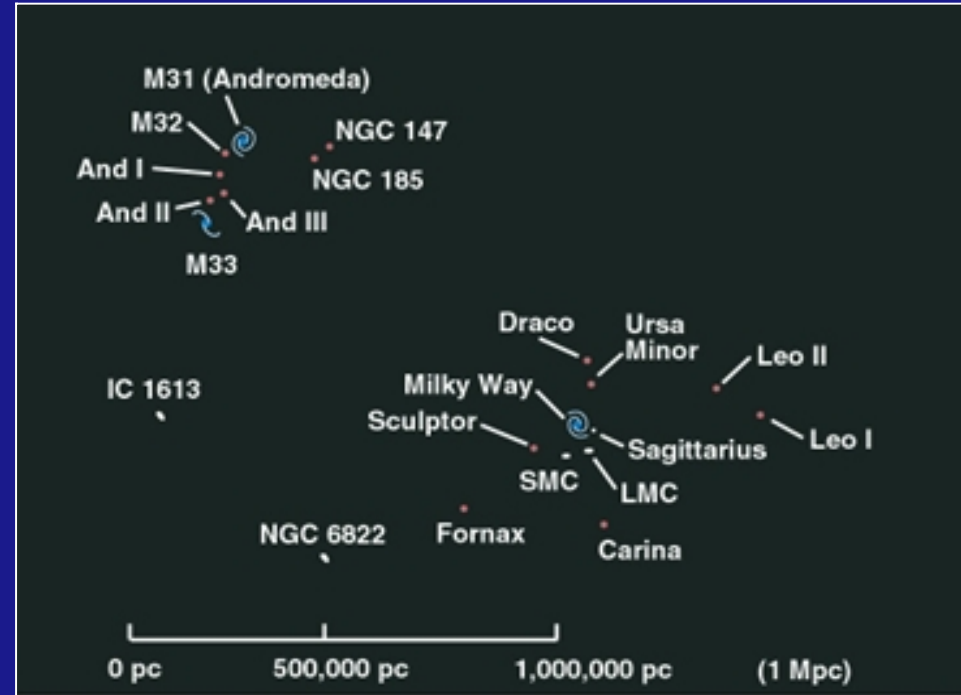 M31 (Andromeda)
M32
NGC 147
And I
NGC 185
And II
And III
M33
Draco
Ursa
Minor
Leo II
Milky Way
IC 1613
Sculptor
Leo I
Sagittarius
SMC
LMC
NGC 6822
Fornax
Carina
0 pc 500,000 pc 1,000,000 pc (1 Mpc)